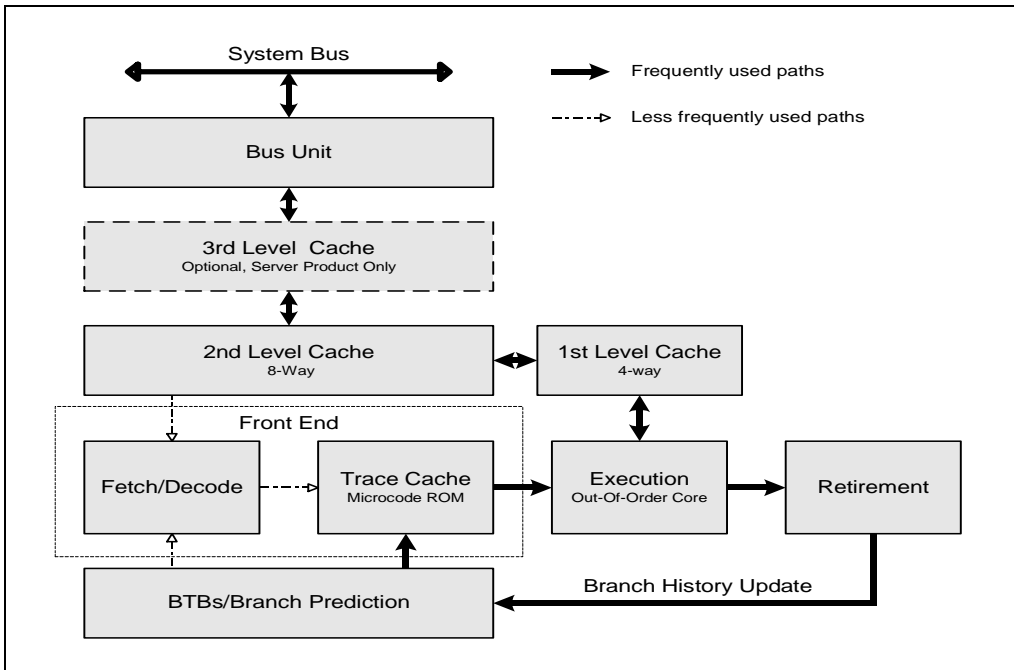 System Bus
Frequently used paths
Less frequently used paths
Bus Unit
3rd Level Cache
Optional, Server Product Only
2nd Level Cache
8-Way
1st Level Cache
4-way
Front End
Fetch/Decode
Trace Cache
Microcode ROM
Execution
Out-Of-Order Core
Retirement
BTBs/Branch Prediction
Branch History Update